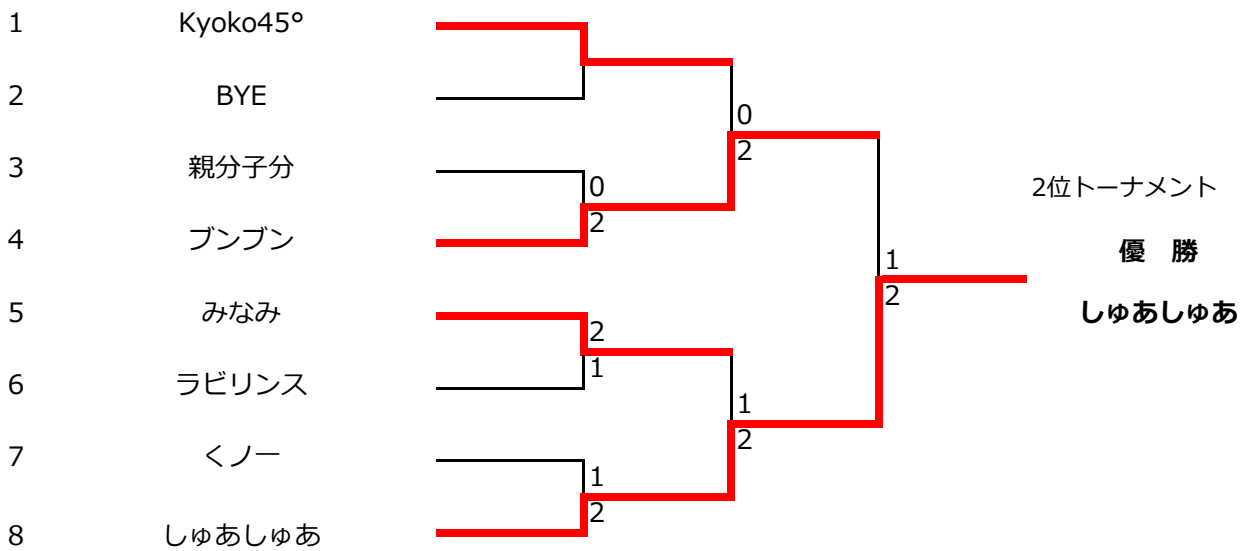 1 Kyoko45°
2 BYE
0
2
3 親分子分
0
2
4 ブンブン
2位トーナメント
優 勝
しゅあしゅあ
1
2
5 みなみ
2
1
6 ラビリンス
1
2
7 くノ一
1
2
8 しゅあしゅあ